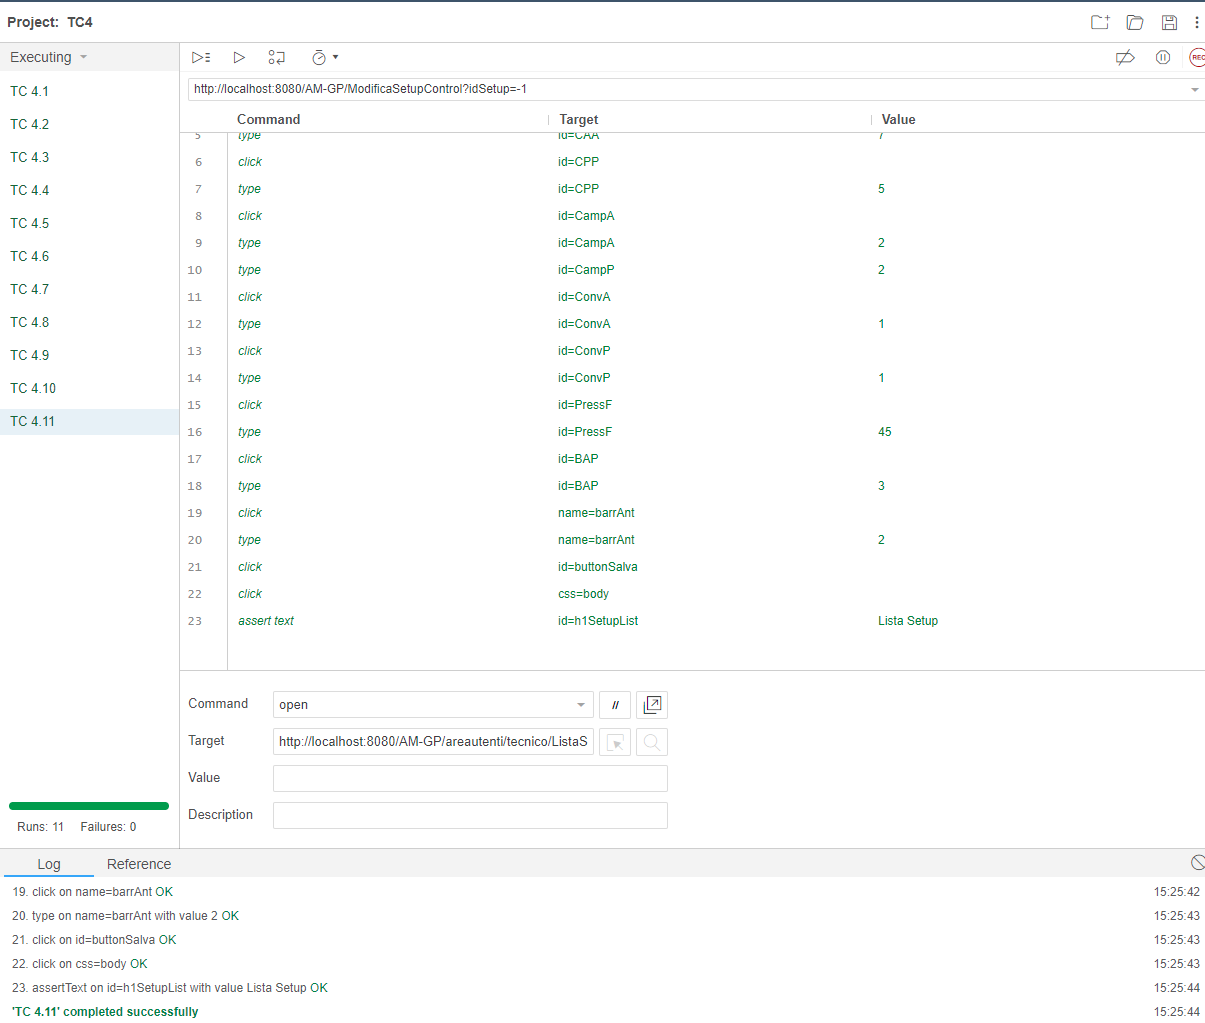 Project: TC4
Executing
TC 4.1
TC 4.2
TC 4.3
TC 4.4
TC 4.5
TC 4.6
TC 4.7
TC 4.8
TC 4.9
TC 4.10
TC 4.11
Runs: 11 Failures: 0
REC
http://localhost:8080/AM-GP/ModificaSetupControl?idSetup=-1
Command Target Value
5 type id=CAA 7
6 click id=CPP
7 type id=CPP 5
8 click id=CampA
9 type id=CampA 2
10 type id=CampP 2
11 click id=ConvA
12 type id=ConvA 1
13 click id=ConvP
14 type id=ConvP 1
15 click id=PressF
16 type id=PressF 45
17 click id=BAP
18 type id=BAP 3
19 click name=barrAnt
20 type name=barrAnt 2
21 click id=buttonSalva
22 click css=body
23 assert text id=h1SetupList Lista Setup
Command open //
Target http://localhost:8080/AM-GP/areautenti/tecnico/ListaS
Value
Description
Log Reference
19. click on name=barrAnt OK 15:25:42
20. type on name=barrAnt with value 2 OK 15:25:43
21. click on id=buttonSalva OK 15:25:43
22. click on css=body OK 15:25:43
23. assertText on id=h1SetupList with value Lista Setup OK 15:25:44
'TC 4.11' completed successfully 15:25:44